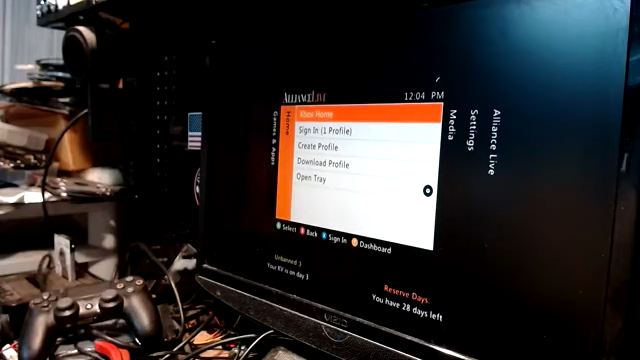 ALLIANCELIVE
12:04 PM
Games & Apps
Home
Xbox Home
Sign In (1 Profile)
Create Profile
Download Profile
Open Tray
Media
Settings
Alliance Live
Select
Back
Sign In
Dashboard
Unbanned :)
Your KV is on day 3
Reserve Days:
You have 28 days left
VIZIO